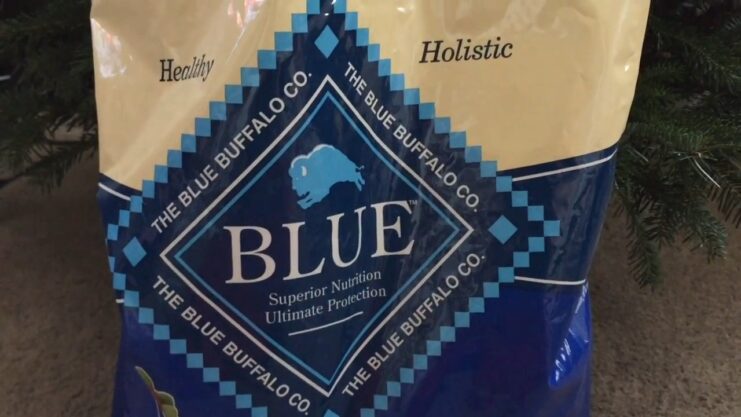 Healthy
Holistic
THE BLUE BUFFALO CO.
THE BLUE BUFFALO CO.
BLUE™
Superior Nutrition
Ultimate Protection
THE BLUE BUFFALO CO.
THE BLUE BUFFALO CO.